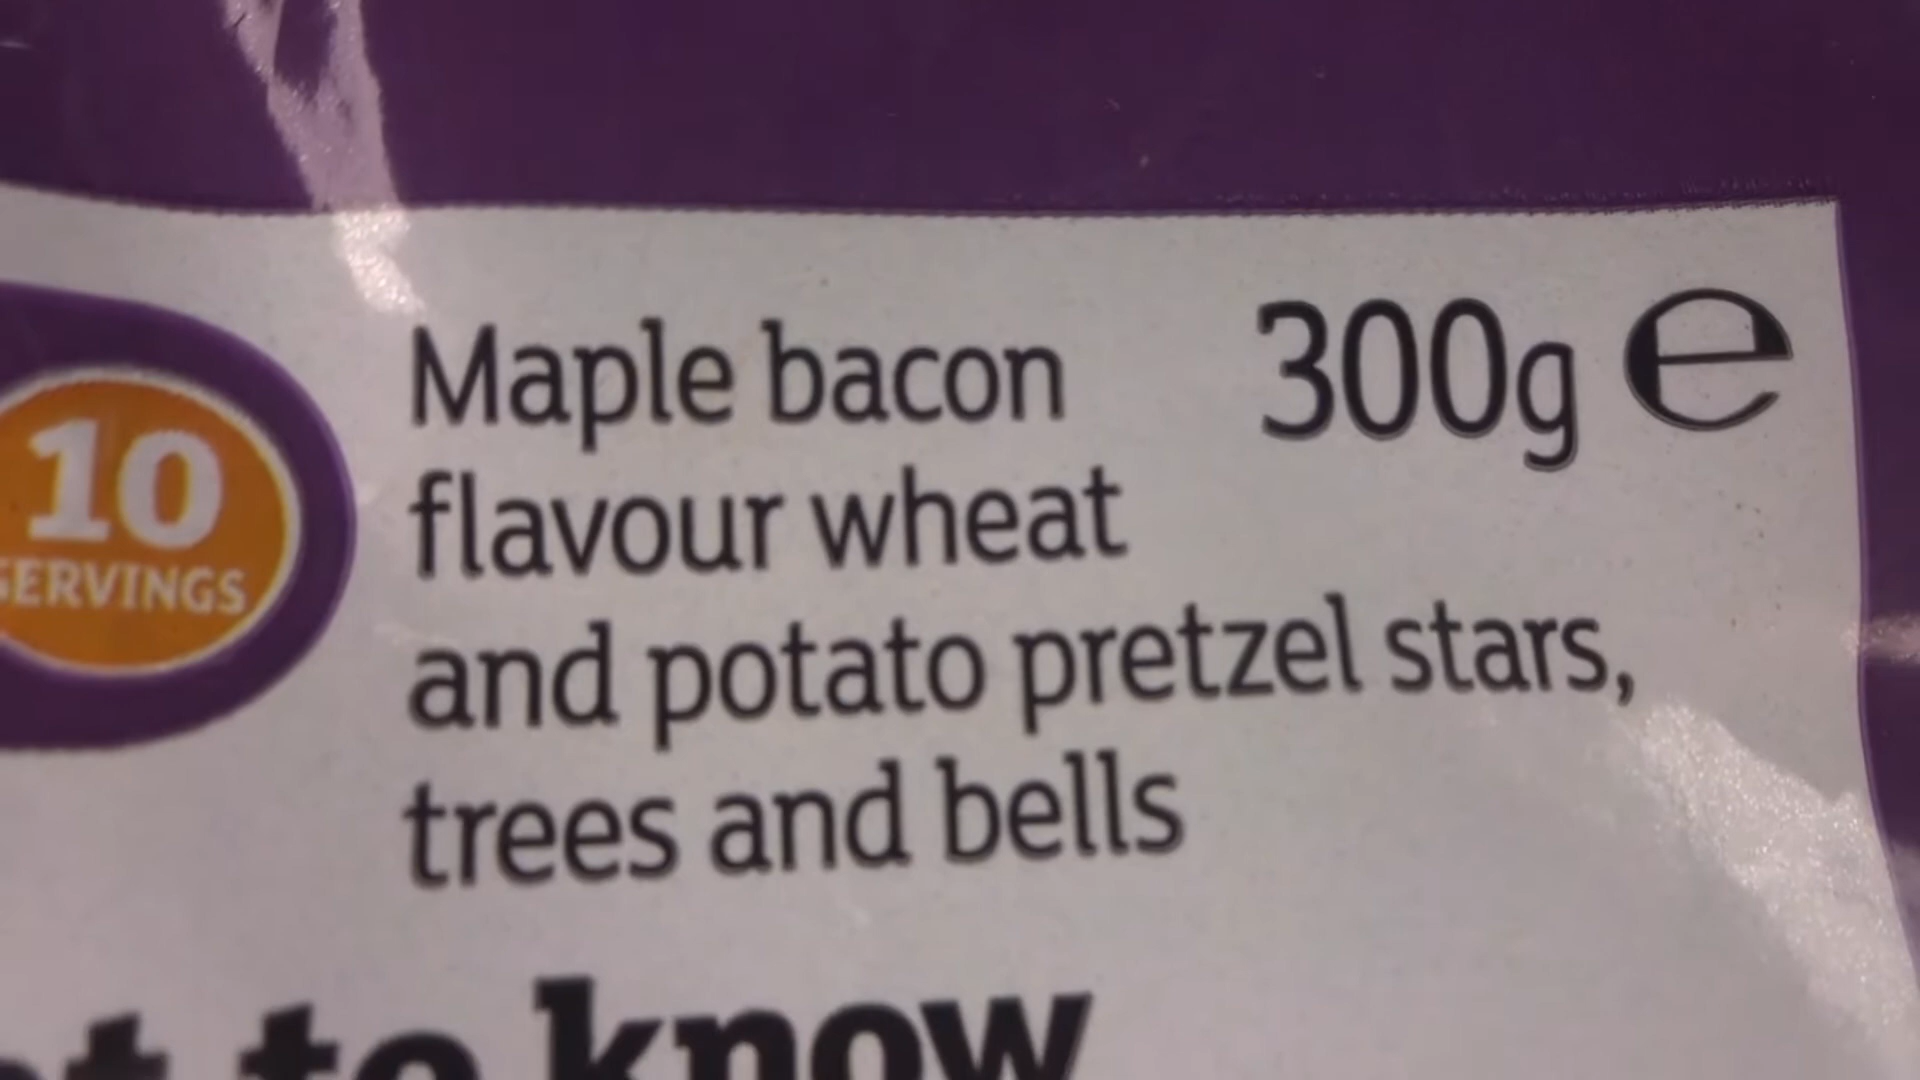 Maple bacon
300g e
flavour wheat
and potato pretzel stars,
trees and bells
10
SERVINGS
to know